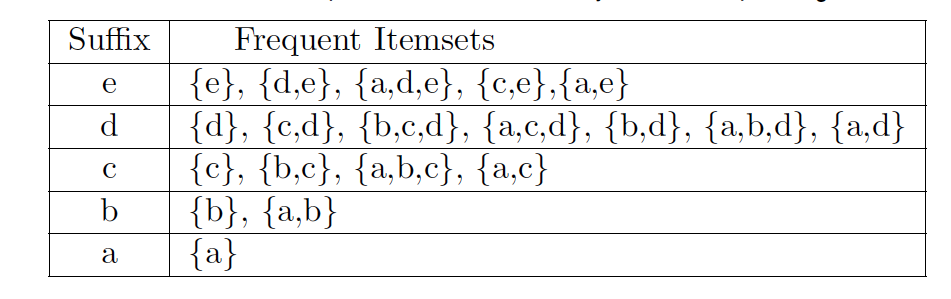 Suffix Frequent Itemsets
e {e}, {d,e}, {a,d,e}, {c,e},{a,e}
d {d}, {c,d}, {b,c,d}, {a,c,d}, {b,d}, {a,b,d}, {a,d}
c {c}, {b,c}, {a,b,c}, {a,c}
b {b}, {a,b}
a {a}